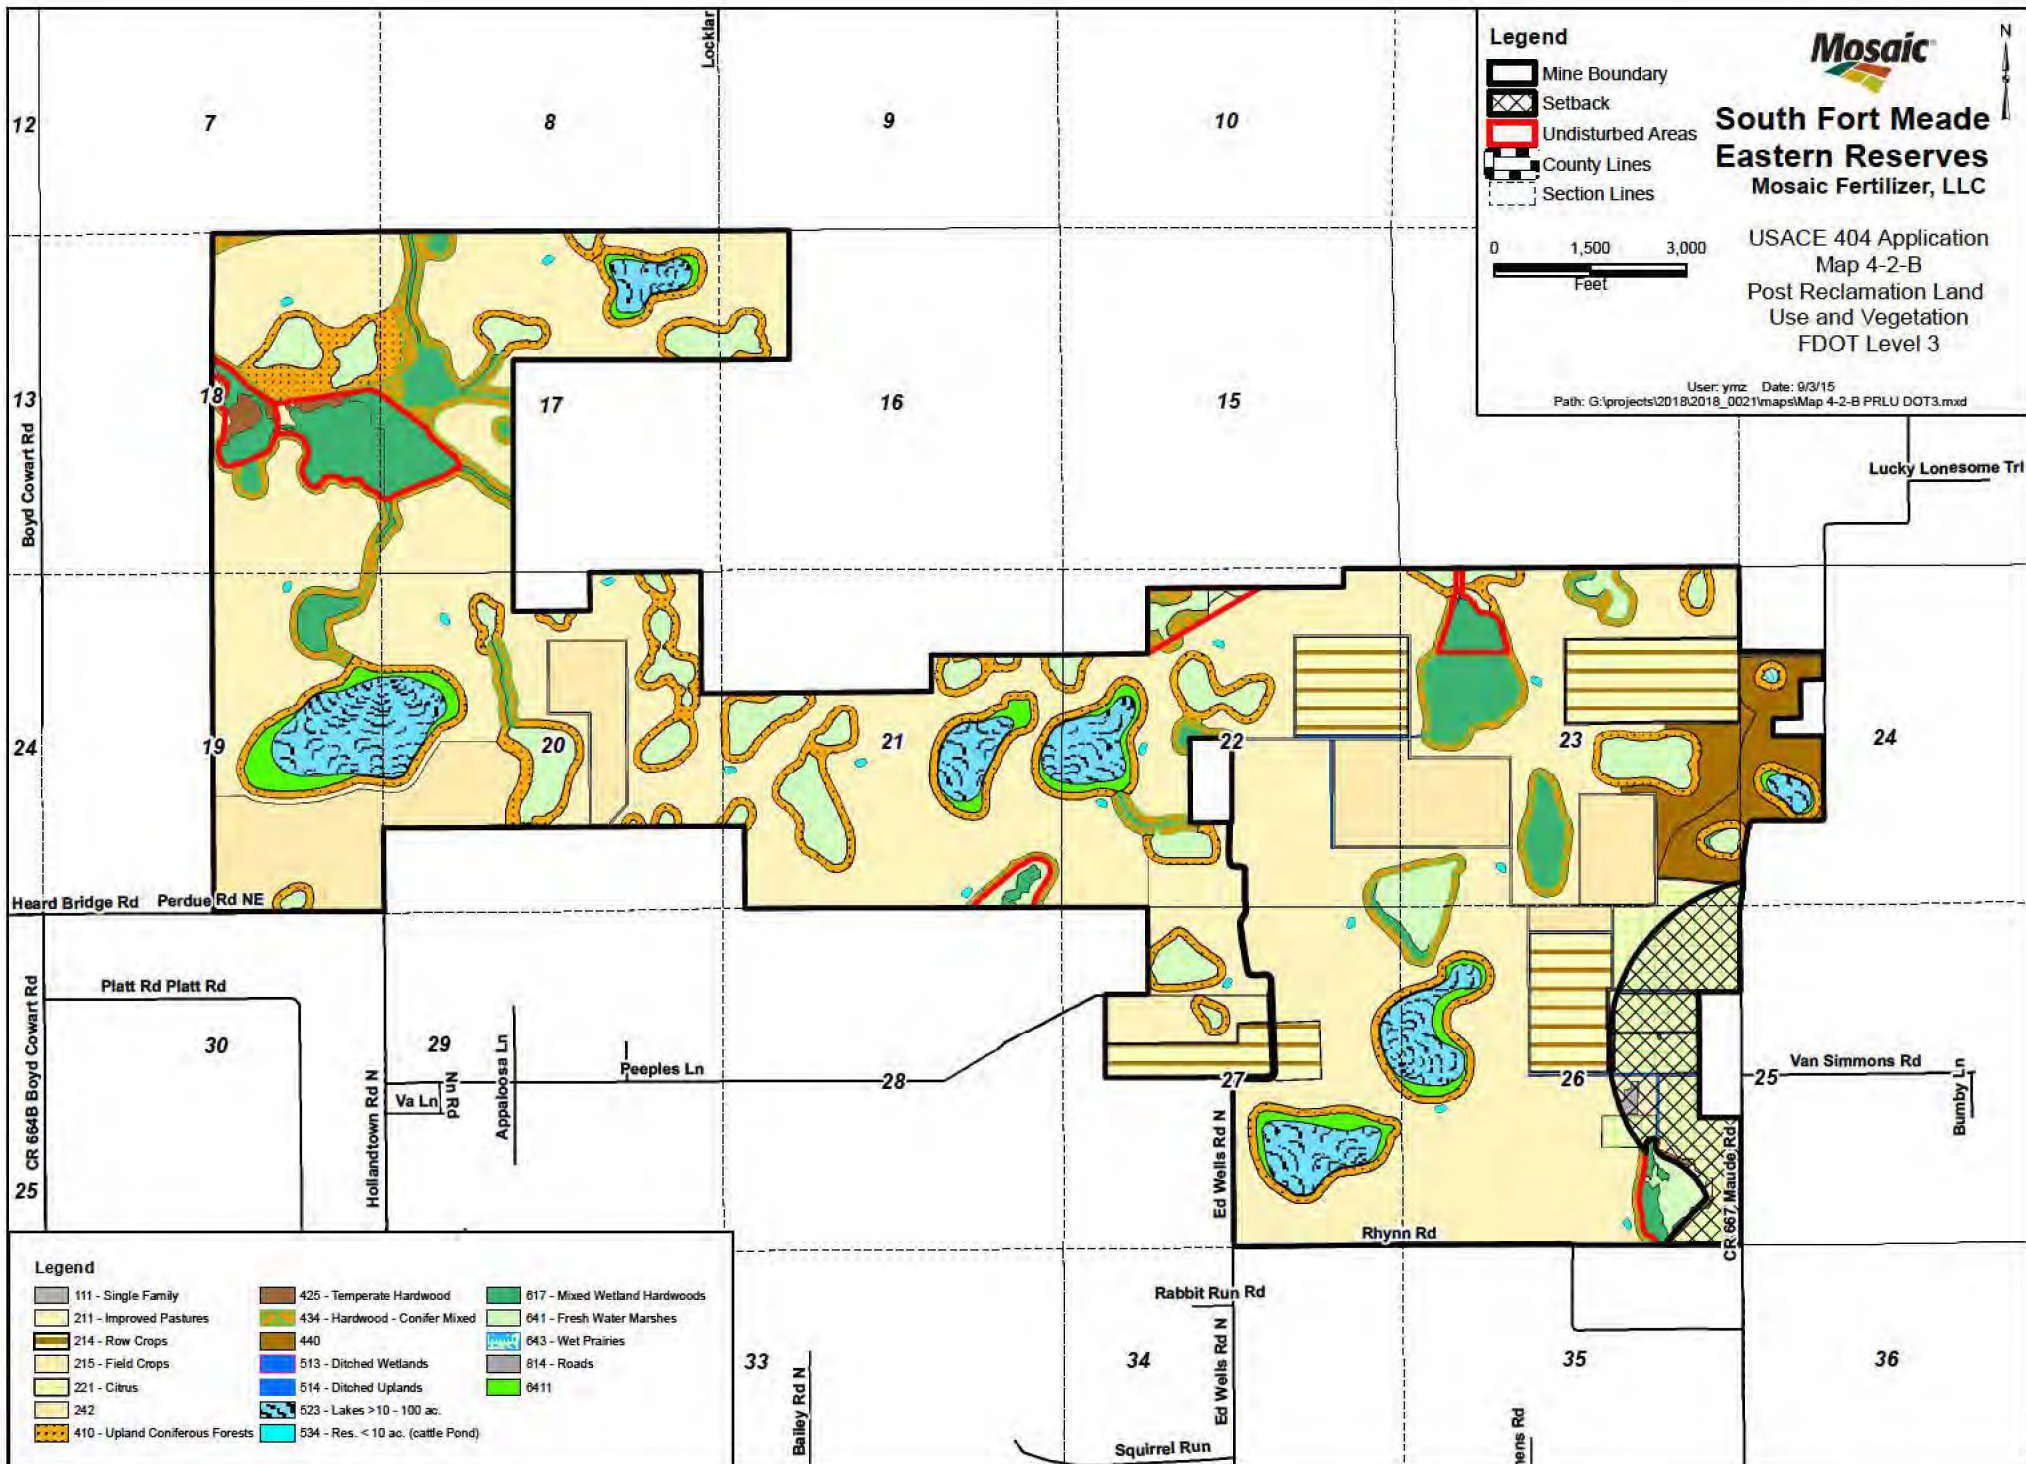 Legend
Mine Boundary
Setback
Undisturbed Areas
County Lines
Section Lines
0 1,500 3,000
Feet
Mosaic
N
S
South Fort Meade
Eastern Reserves
Mosaic Fertilizer, LLC
USACE 404 Application
Map 4-2-B
Post Reclamation Land
Use and Vegetation
FDOT Level 3
User: ymz Date: 9/3/15
Path: G:\projects\2018\2018_0021\maps\Map 4-2-B PRLU DOT3.mxd
Locklar
12
7
8
9
10
13
18
17
16
15
Boyd Cowart Rd
Lucky Lonesome Trl
24
19
20
21
22
23
24
Heard Bridge Rd
Perdue Rd NE
CR 664B Boyd Cowart Rd
Platt Rd Platt Rd
30
29
Hollandtown Rd N
Va Ln
Nu Rd
Appaloosa Ln
Peeples Ln
28
27
26
25
Van Simmons Rd
Bumby Ln
25
Ed Wells Rd N
Rhynn Rd
CR 667 Maude Rd
Rabbit Run Rd
Ed Wells Rd N
33
34
35
36
Bailey Rd N
Squirrel Run
hens Rd
Legend
111 - Single Family
211 - Improved Pastures
214 - Row Crops
215 - Field Crops
221 - Citrus
242
410 - Upland Coniferous Forests
425 - Temperate Hardwood
434 - Hardwood - Conifer Mixed
440
513 - Ditched Wetlands
514 - Ditched Uplands
523 - Lakes >10 - 100 ac.
534 - Res. < 10 ac. (cattle Pond)
617 - Mixed Wetland Hardwoods
641 - Fresh Water Marshes
643 - Wet Prairies
814 - Roads
6411